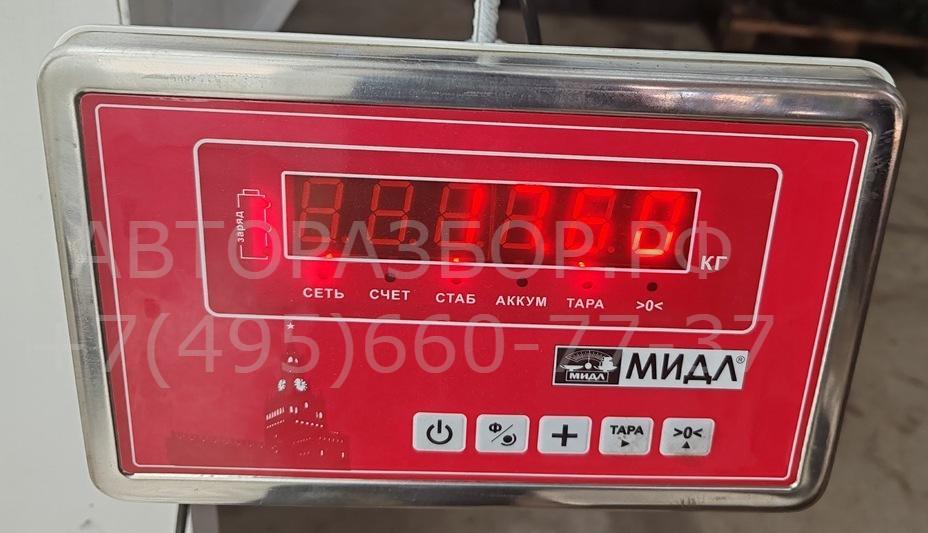 заряд
КГ
СЕТЬ СЧЕТ СТАБ АККУМ ТАРА >0<
АВТОРАЗБОР.РФ
+7(495)660-77-37
МИДЛ МИДЛ®
Ф ТАРА >0<